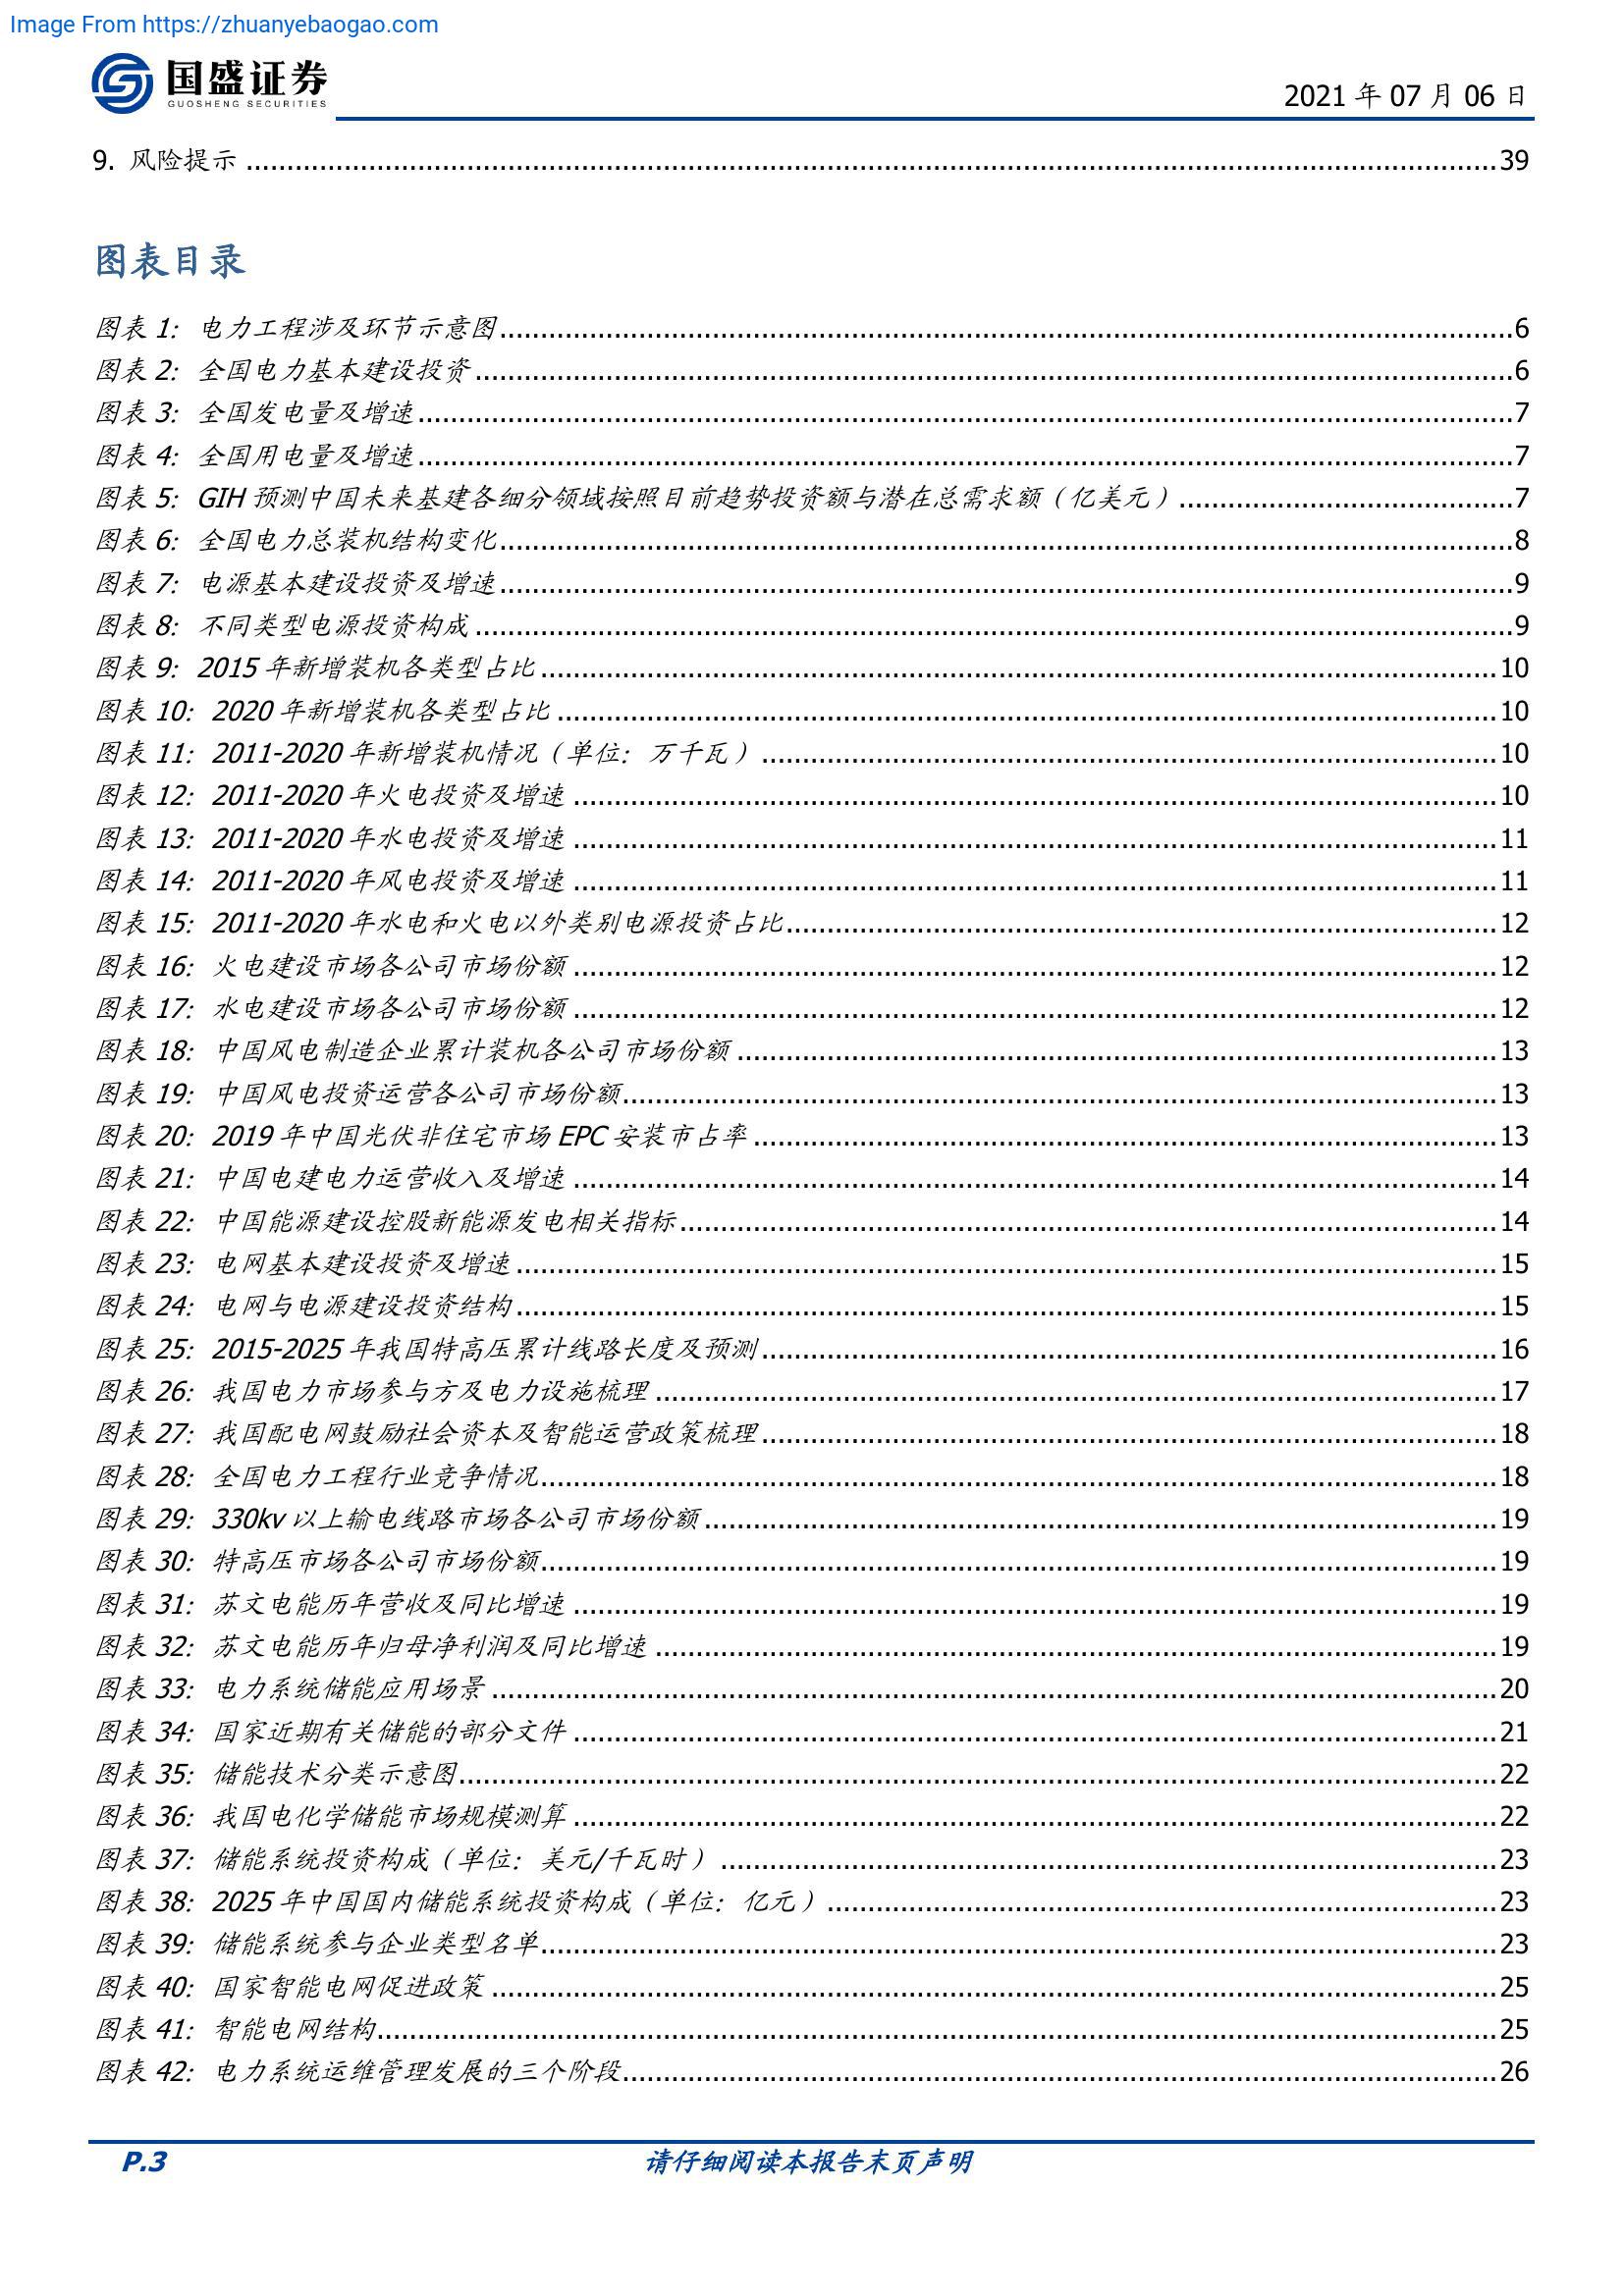 Image From https://zhuanyebaogao.com
国盛证券
GUOSHENG SECURITIES
2021 年 07 月 06 日
9. 风险提示 ........ 39
图表目录
图表 1: 电力工程涉及环节示意图 ........ 6
图表 2: 全国电力基本建设投资 ........ 6
图表 3: 全国发电量及增速 ........ 7
图表 4: 全国用电量及增速 ........ 7
图表 5: GIH 预测中国未来基建各细分领域按照目前趋势投资额与潜在总需求额（亿美元） ........ 7
图表 6: 全国电力总装机结构变化 ........ 8
图表 7: 电源基本建设投资及增速 ........ 9
图表 8: 不同类型电源投资构成 ........ 9
图表 9: 2015 年新增装机各类型占比 ........ 10
图表 10: 2020 年新增装机各类型占比 ........ 10
图表 11: 2011-2020 年新增装机情况（单位: 万千瓦） ........ 10
图表 12: 2011-2020 年火电投资及增速 ........ 10
图表 13: 2011-2020 年水电投资及增速 ........ 11
图表 14: 2011-2020 年风电投资及增速 ........ 11
图表 15: 2011-2020 年水电和火电以外类别电源投资占比 ........ 12
图表 16: 火电建设市场各公司市场份额 ........ 12
图表 17: 水电建设市场各公司市场份额 ........ 12
图表 18: 中国风电制造企业累计装机各公司市场份额 ........ 13
图表 19: 中国风电投资运营各公司市场份额 ........ 13
图表 20: 2019 年中国光伏非住宅市场 EPC 安装市占率 ........ 13
图表 21: 中国电建电力运营收入及增速 ........ 14
图表 22: 中国能源建设控股新能源发电相关指标 ........ 14
图表 23: 电网基本建设投资及增速 ........ 15
图表 24: 电网与电源建设投资结构 ........ 15
图表 25: 2015-2025 年我国特高压累计线路长度及预测 ........ 16
图表 26: 我国电力市场参与方及电力设施梳理 ........ 17
图表 27: 我国配电网鼓励社会资本及智能运营政策梳理 ........ 18
图表 28: 全国电力工程行业竞争情况 ........ 18
图表 29: 330kv 以上输电线路市场各公司市场份额 ........ 19
图表 30: 特高压市场各公司市场份额 ........ 19
图表 31: 苏文电能历年营收及同比增速 ........ 19
图表 32: 苏文电能历年归母净利润及同比增速 ........ 19
图表 33: 电力系统储能应用场景 ........ 20
图表 34: 国家近期有关储能的部分文件 ........ 21
图表 35: 储能技术分类示意图 ........ 22
图表 36: 我国电化学储能市场规模测算 ........ 22
图表 37: 储能系统投资构成（单位: 美元/千瓦时） ........ 23
图表 38: 2025 年中国国内储能系统投资构成（单位: 亿元） ........ 23
图表 39: 储能系统参与企业类型名单 ........ 23
图表 40: 国家智能电网促进政策 ........ 25
图表 41: 智能电网结构 ........ 25
图表 42: 电力系统运维管理发展的三个阶段 ........ 26
P.3
请仔细阅读本报告末页声明